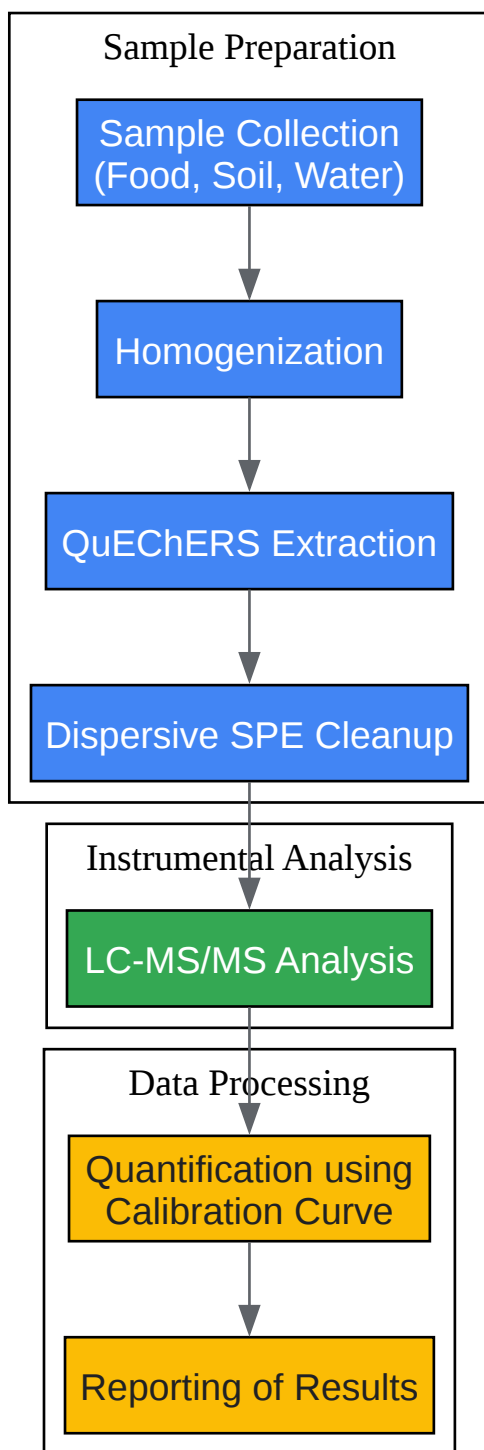 Sample Preparation
Sample Collection
(Food, Soil, Water)
Homogenization
QuEChERS Extraction
Dispersive SPE Cleanup
Instrumental Analysis
LC-MS/MS Analysis
Data Processing
Quantification using
Calibration Curve
Reporting of Results